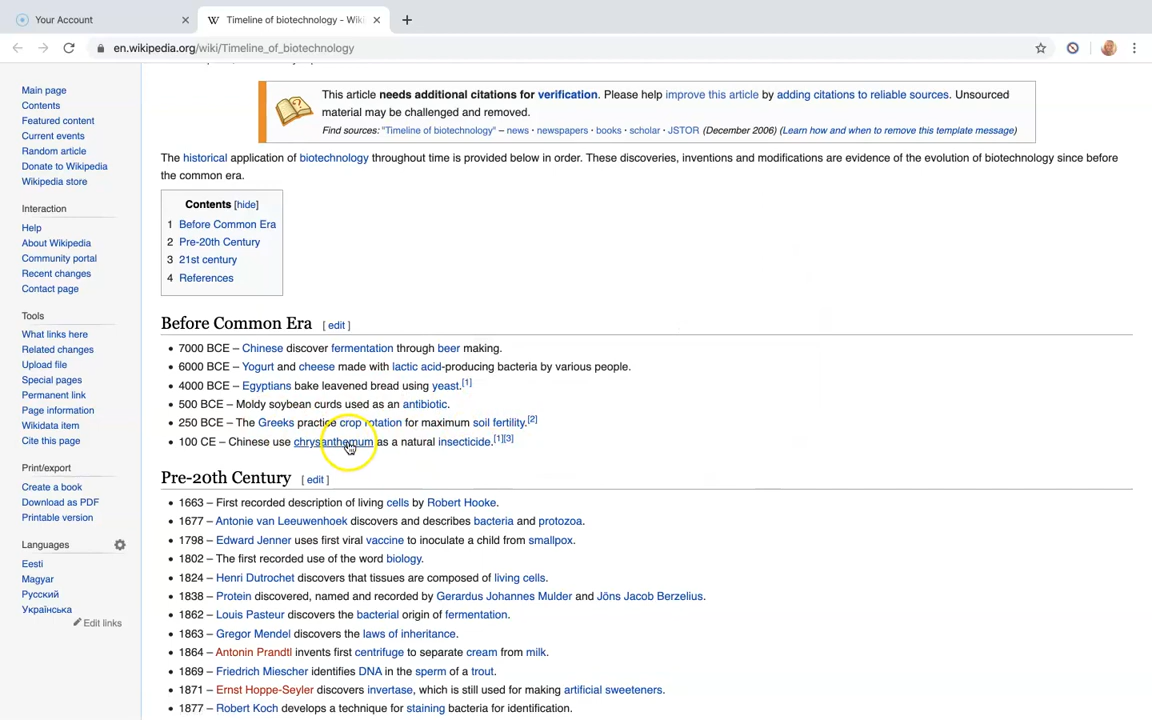 Your Account
Timeline of biotechnology - Wiki
en.wikipedia.org/wiki/Timeline_of_biotechnology
Main page
Contents
Featured content
Current events
Random article
Donate to Wikipedia
Wikipedia store
Interaction
Help
About Wikipedia
Community portal
Recent changes
Contact page
Tools
What links here
Related changes
Upload file
Special pages
Permanent link
Page information
Wikidata item
Cite this page
Print/export
Create a book
Download as PDF
Printable version
Languages
Eesti
Magyar
Русский
Українська
Edit links
This article needs additional citations for verification. Please help improve this article by adding citations to reliable sources. Unsourced
material may be challenged and removed.
Find sources: "Timeline of biotechnology" – news · newspapers · books · scholar · JSTOR (December 2006) (Learn how and when to remove this template message)
The historical application of biotechnology throughout time is provided below in order. These discoveries, inventions and modifications are evidence of the evolution of biotechnology since before
the common era.
Contents [hide]
1 Before Common Era
2 Pre-20th Century
3 21st century
4 References
Before Common Era [ edit ]
• 7000 BCE – Chinese discover fermentation through beer making.
• 6000 BCE – Yogurt and cheese made with lactic acid-producing bacteria by various people.
• 4000 BCE – Egyptians bake leavened bread using yeast.[1]
• 500 BCE – Moldy soybean curds used as an antibiotic.
• 250 BCE – The Greeks practice crop rotation for maximum soil fertility.[2]
• 100 CE – Chinese use chrysanthemum as a natural insecticide.[1][3]
Pre-20th Century [ edit ]
• 1663 – First recorded description of living cells by Robert Hooke.
• 1677 – Antonie van Leeuwenhoek discovers and describes bacteria and protozoa.
• 1798 – Edward Jenner uses first viral vaccine to inoculate a child from smallpox.
• 1802 – The first recorded use of the word biology.
• 1824 – Henri Dutrochet discovers that tissues are composed of living cells.
• 1838 – Protein discovered, named and recorded by Gerardus Johannes Mulder and Jöns Jacob Berzelius.
• 1862 – Louis Pasteur discovers the bacterial origin of fermentation.
• 1863 – Gregor Mendel discovers the laws of inheritance.
• 1864 – Antonin Prandtl invents first centrifuge to separate cream from milk.
• 1869 – Friedrich Miescher identifies DNA in the sperm of a trout.
• 1871 – Ernst Hoppe-Seyler discovers invertase, which is still used for making artificial sweeteners.
• 1877 – Robert Koch develops a technique for staining bacteria for identification.